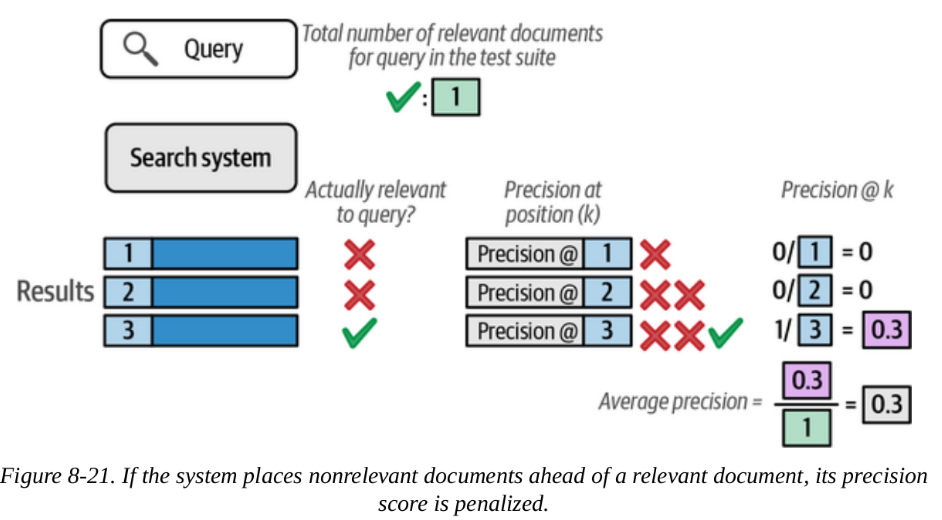 Query
Total number of relevant documents
for query in the test suite
: 1
Search system
Actually relevant
to query?
Precision at
position (k)
Precision @ k
Results
1
Precision @ 1
0/ 1 = 0
2
Precision @ 2
0/ 2 = 0
3
Precision @ 3
1/ 3 = 0.3
Average precision = 0.3 / 1 = 0.3
Figure 8-21. If the system places nonrelevant documents ahead of a relevant document, its precision
score is penalized.